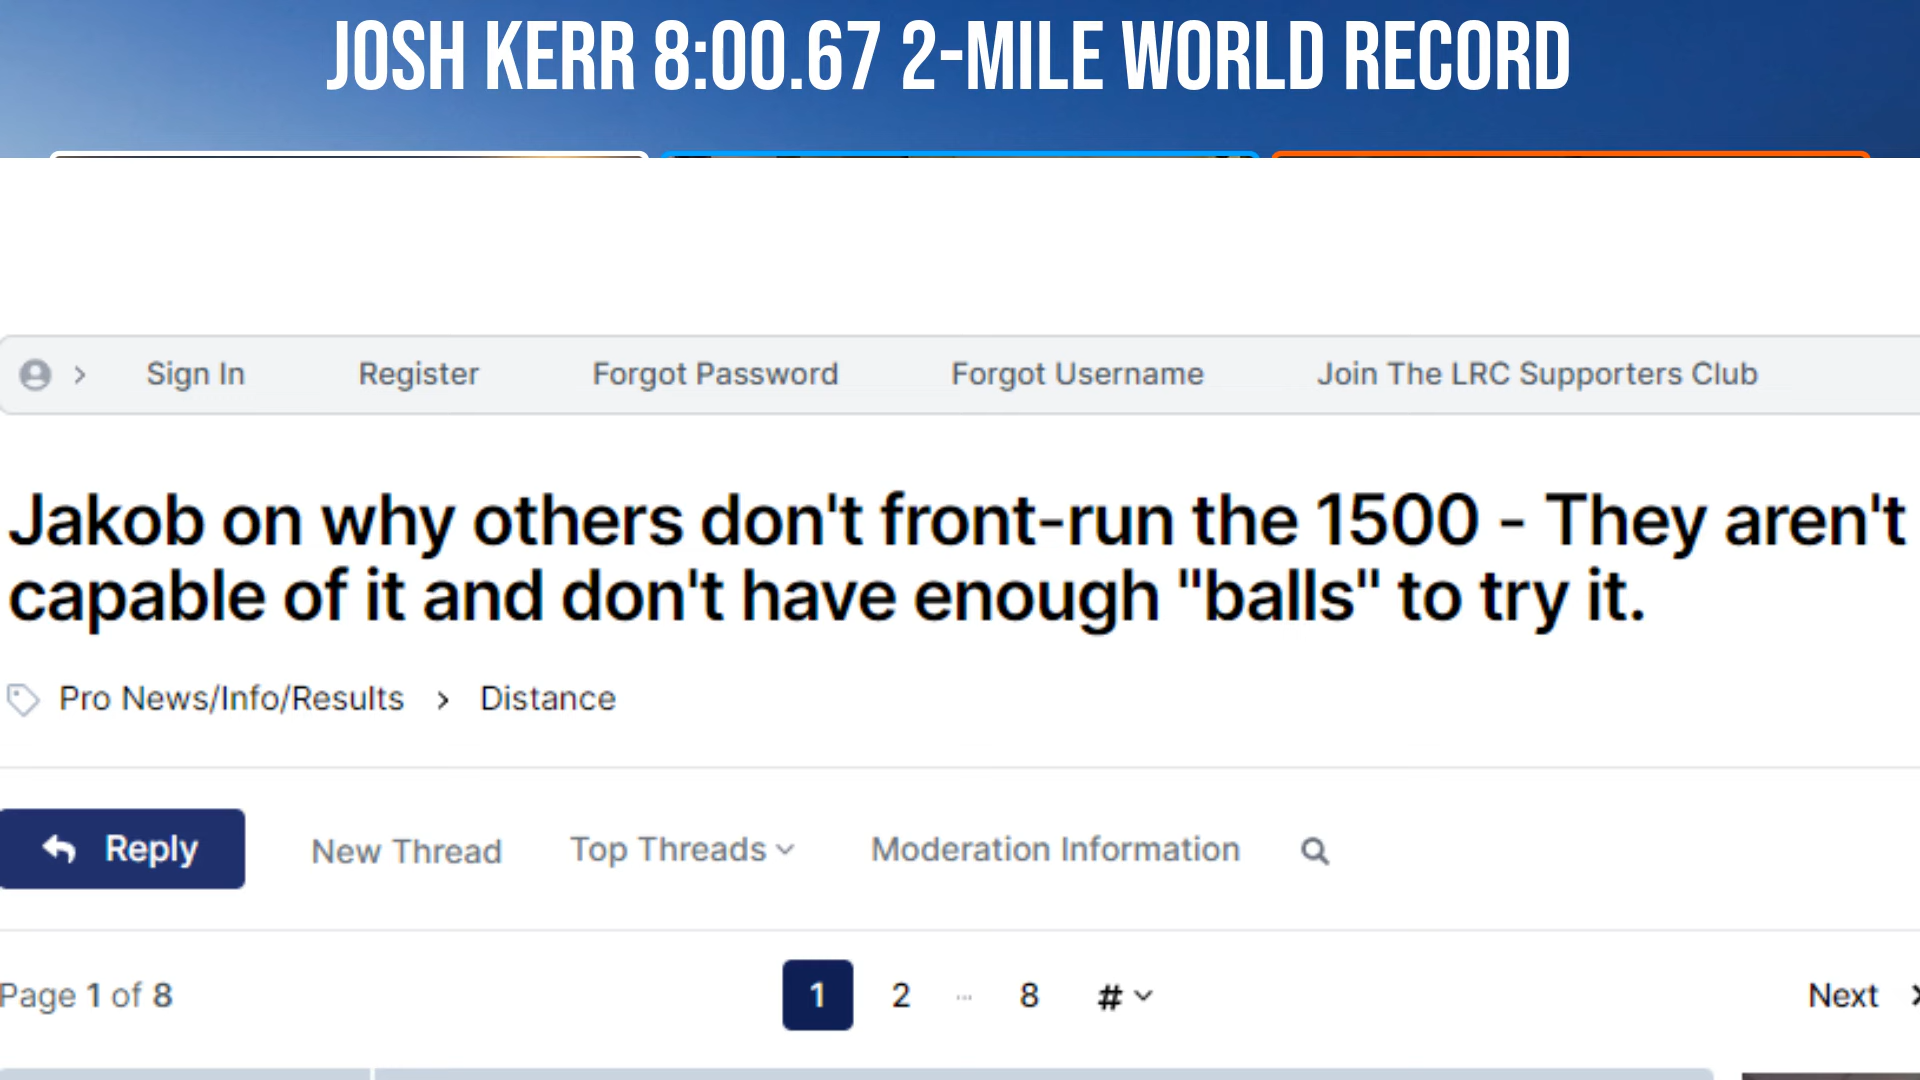 JOSH KERR 8:00.67 2-MILE WORLD RECORD
Sign In Register Forgot Password Forgot Username Join The LRC Supporters Club
Jakob on why others don't front-run the 1500 - They aren't
capable of it and don't have enough "balls" to try it.
Pro News/Info/Results > Distance
Reply New Thread Top Threads Moderation Information
Page 1 of 8 1 2 ... 8 # Next